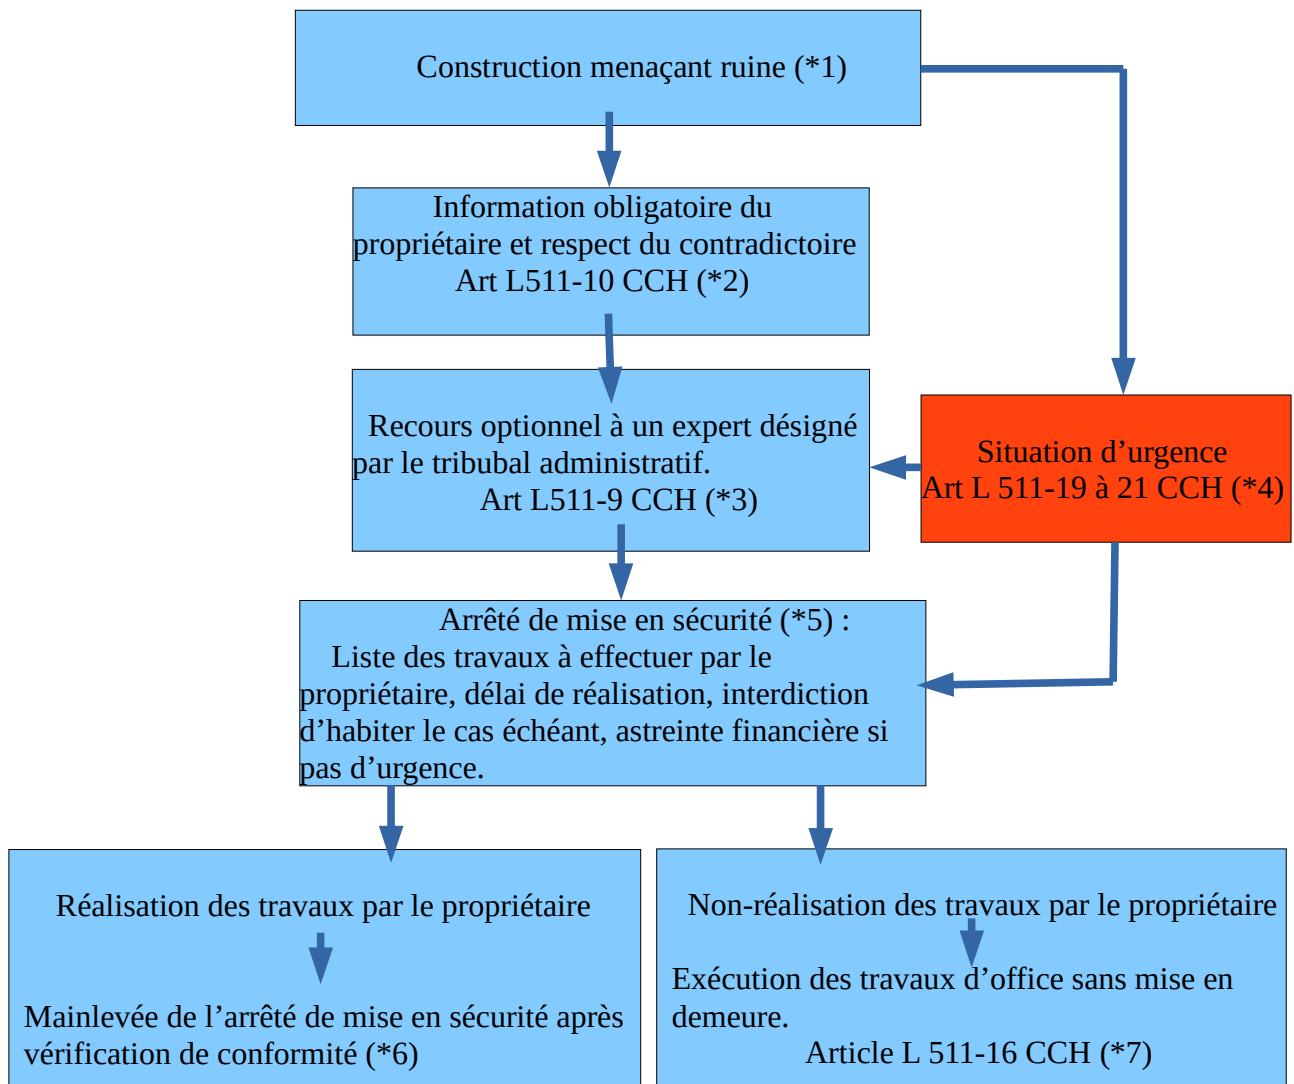 Construction menaçant ruine (*1)
Information obligatoire du
propriétaire et respect du contradictoire
Art L511-10 CCH (*2)
Recours optionnel à un expert désigné
par le tribubal administratif.
Art L511-9 CCH (*3)
Situation d’urgence
Art L 511-19 à 21 CCH (*4)
Arrêté de mise en sécurité (*5) :
Liste des travaux à effectuer par le
propriétaire, délai de réalisation, interdiction
d’habiter le cas échéant, astreinte financière si
pas d’urgence.
Réalisation des travaux par le propriétaire
Mainlevée de l’arrêté de mise en sécurité après
vérification de conformité (*6)
Non-réalisation des travaux par le propriétaire
Exécution des travaux d’office sans mise en
demeure.
Article L 511-16 CCH (*7)